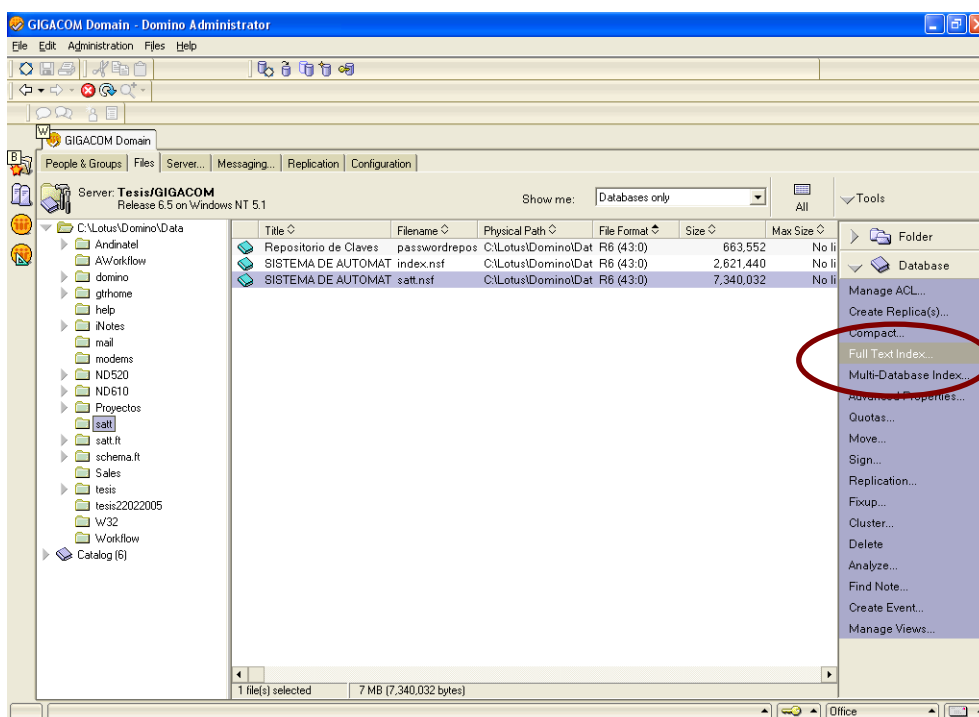 GIGACOM Domain - Domino Administrator
File Edit Administration Files Help
W
GIGACOM Domain
B
People & Groups Files Server... Messaging... Replication Configuration
Server: Tesis/GIGACOM
Release 6.5 on Windows NT 5.1
Show me: Databases only
All
Tools
C:\Lotus\Domino\Data
Andinatel
AWorkflow
domino
gtrhome
help
iNotes
mail
modems
ND520
ND610
Proyectos
satt
satt.ft
schema.ft
Sales
tesis
tesis22022005
W32
Workflow
Catalog (6)
Title Filename Physical Path File Format Size Max Size
Repositorio de Claves passwordrepos C:\Lotus\Domino\Dat R6 (43:0) 663,552 No li
SISTEMA DE AUTOMAT index.nsf C:\Lotus\Domino\Dat R6 (43:0) 2,621,440 No li
SISTEMA DE AUTOMAT satt.nsf C:\Lotus\Domino\Dat R6 (43:0) 7,340,032 No li
Folder
Database
Manage ACL...
Create Replica(s)...
Compact...
Full Text Index...
Multi-Database Index...
Advanced Properties...
Quotas...
Move...
Sign...
Replication...
Fixup...
Cluster...
Delete
Analyze...
Find Note...
Create Event...
Manage Views...
1 file(s) selected 7 MB (7,340,032 bytes)
Office